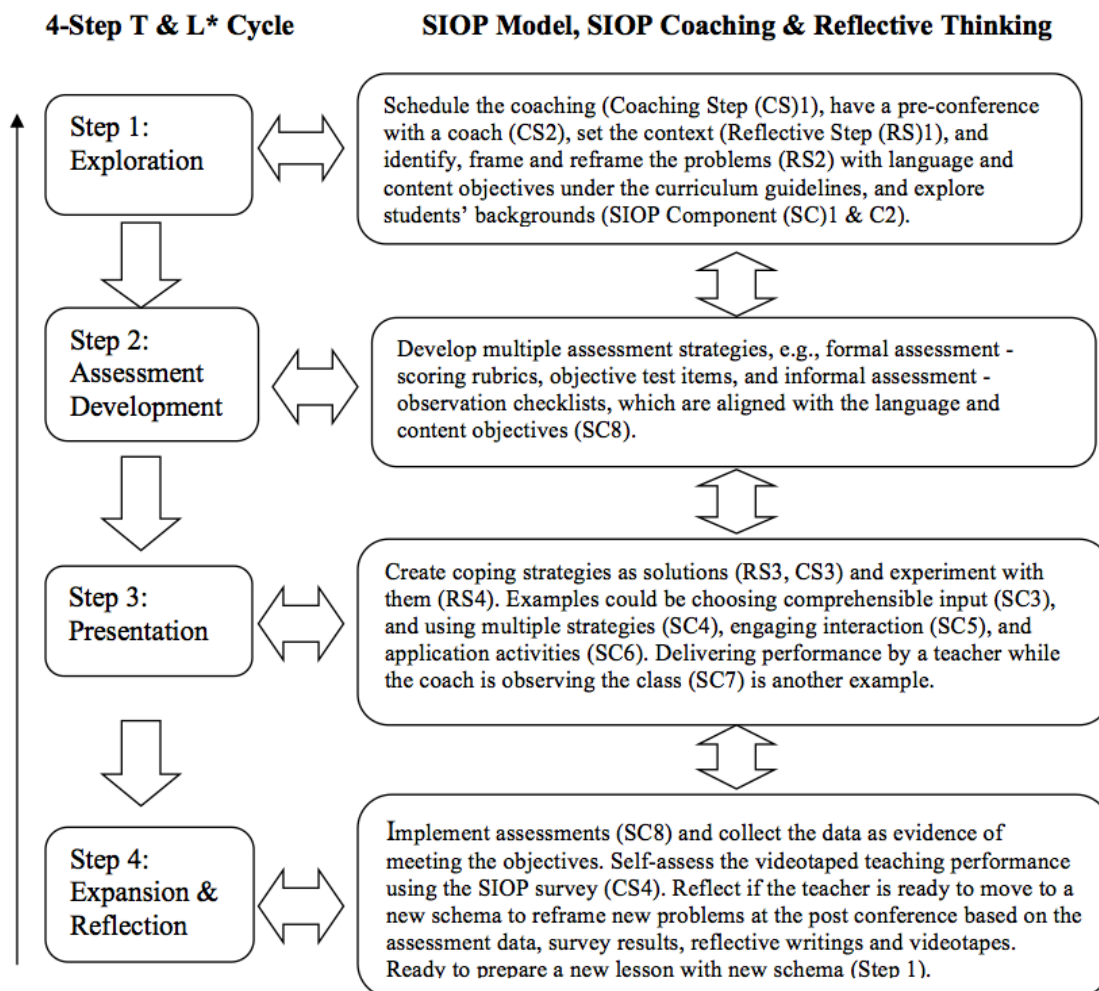 4-Step T & L* Cycle
SIOP Model, SIOP Coaching & Reflective Thinking
Step 1:
Exploration
Schedule the coaching (Coaching Step (CS)1), have a pre-conference
with a coach (CS2), set the context (Reflective Step (RS)1), and
identify, frame and reframe the problems (RS2) with language and
content objectives under the curriculum guidelines, and explore
students’ backgrounds (SIOP Component (SC)1 & C2).
Step 2:
Assessment
Development
Develop multiple assessment strategies, e.g., formal assessment -
scoring rubrics, objective test items, and informal assessment -
observation checklists, which are aligned with the language and
content objectives (SC8).
Step 3:
Presentation
Create coping strategies as solutions (RS3, CS3) and experiment with
them (RS4). Examples could be choosing comprehensible input (SC3),
and using multiple strategies (SC4), engaging interaction (SC5), and
application activities (SC6). Delivering performance by a teacher while
the coach is observing the class (SC7) is another example.
Step 4:
Expansion &
Reflection
Implement assessments (SC8) and collect the data as evidence of
meeting the objectives. Self-assess the videotaped teaching performance
using the SIOP survey (CS4). Reflect if the teacher is ready to move to a
new schema to reframe new problems at the post conference based on the
assessment data, survey results, reflective writings and videotapes.
Ready to prepare a new lesson with new schema (Step 1).